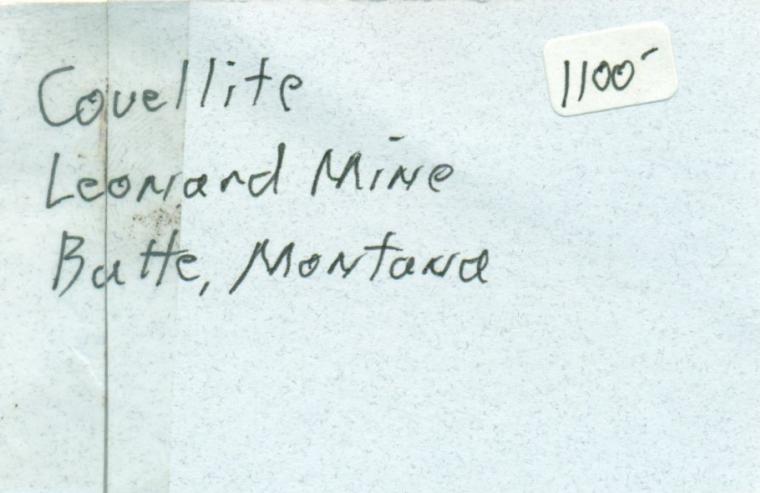 Covellite
1100-
Leonard Mine
Butte, Montana